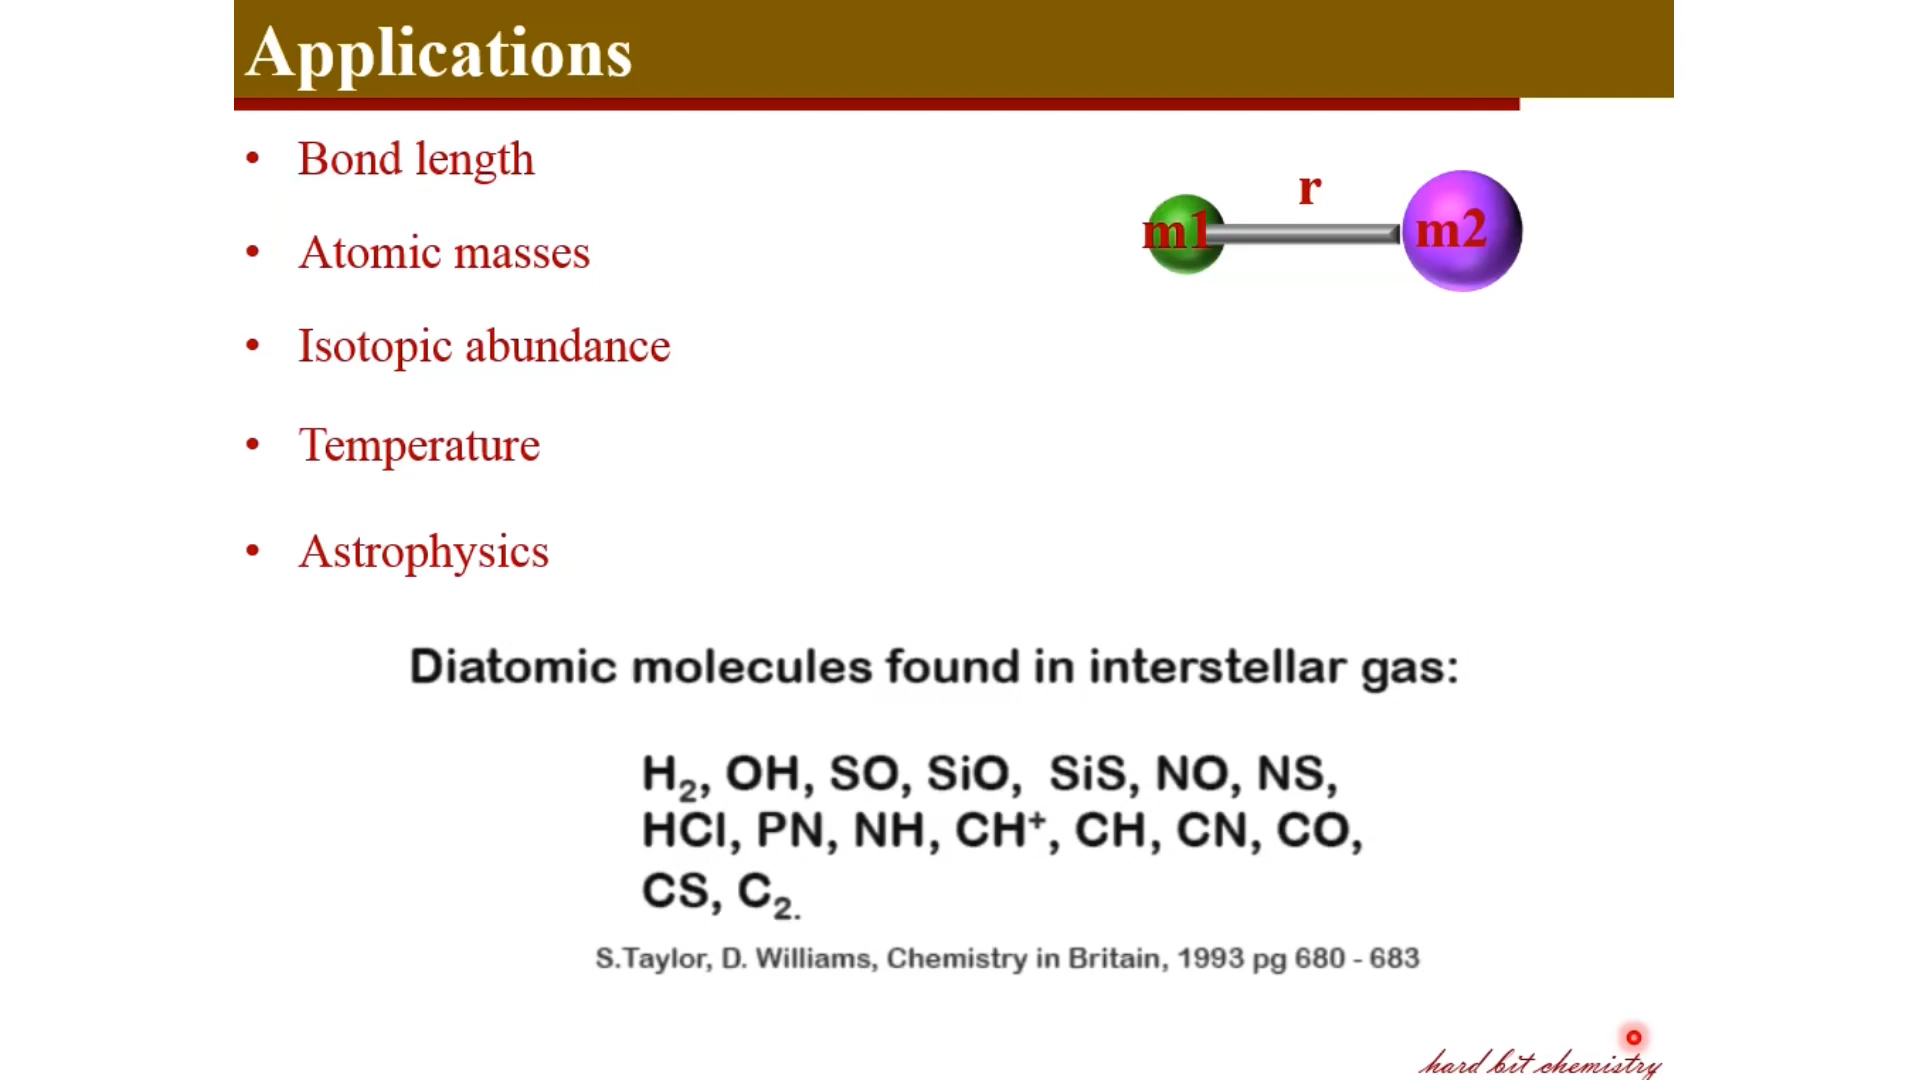 Applications
• Bond length
r
m1
m2
• Atomic masses
• Isotopic abundance
• Temperature
• Astrophysics
Diatomic molecules found in interstellar gas:
H₂, OH, SO, SiO, SiS, NO, NS,
HCl, PN, NH, CH⁺, CH, CN, CO,
CS, C₂.
S.Taylor, D. Williams, Chemistry in Britain, 1993 pg 680 - 683
hard bit chemistry